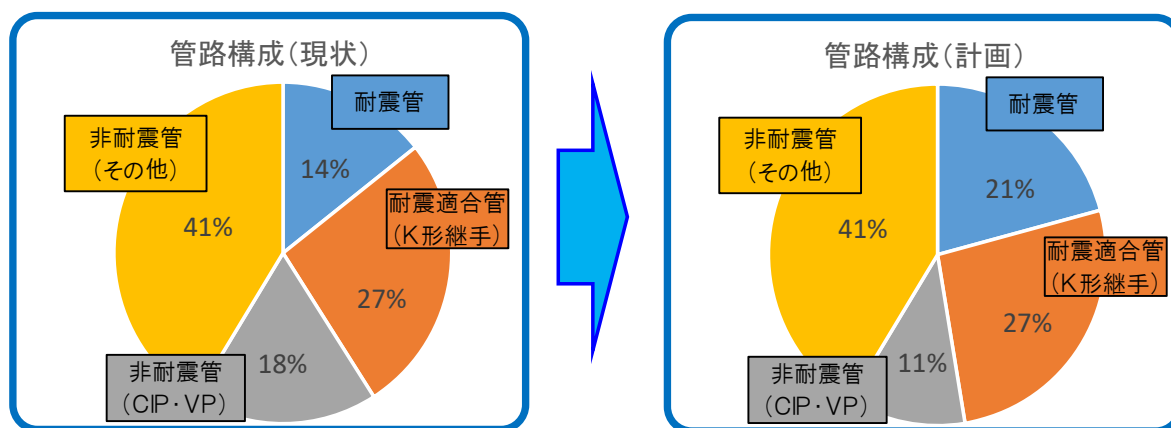 管路構成(現状)
耐震管
14%
耐震適合管
(K形継手)
27%
非耐震管
(CIP・VP)
18%
非耐震管
(その他)
41%
管路構成(計画)
耐震管
21%
耐震適合管
(K形継手)
27%
非耐震管
(CIP・VP)
11%
非耐震管
(その他)
41%